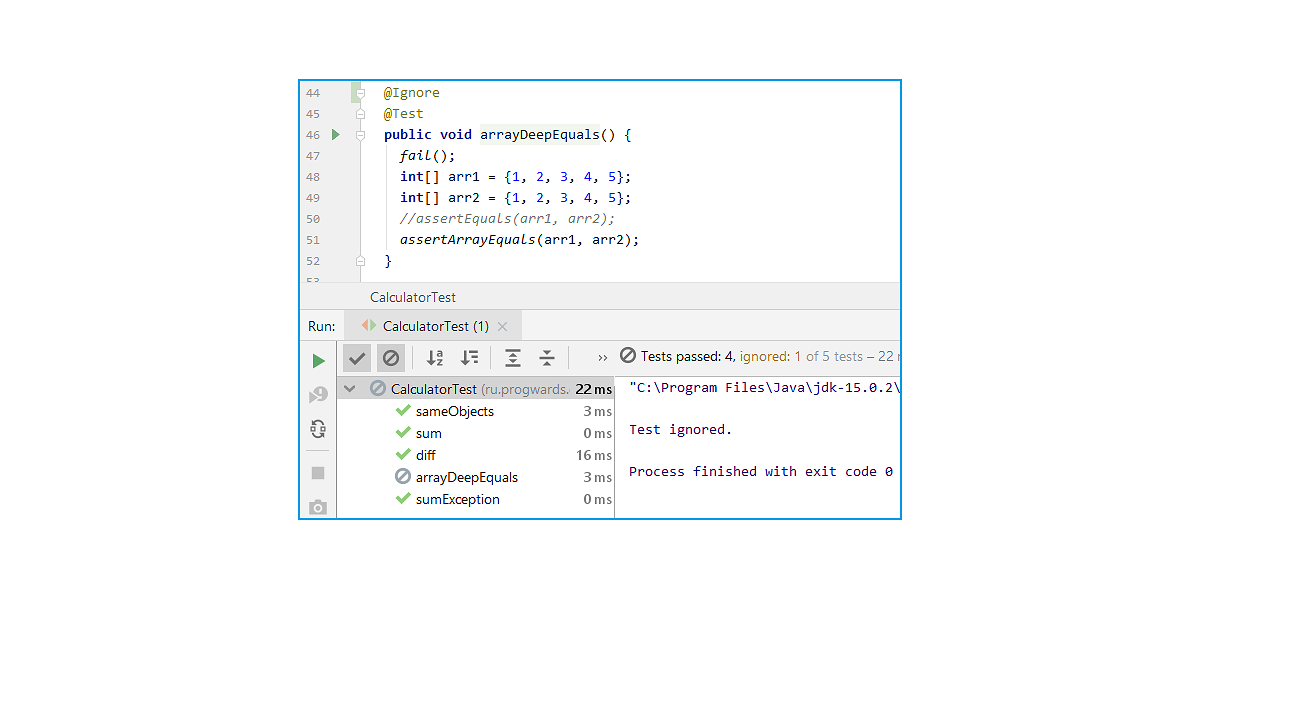 44 @Ignore
45 @Test
46 public void arrayDeepEquals() {
47 fail();
48 int[] arr1 = {1, 2, 3, 4, 5};
49 int[] arr2 = {1, 2, 3, 4, 5};
50 //assertEquals(arr1, arr2);
51 assertArrayEquals(arr1, arr2);
52 }
53
CalculatorTest
Run: CalculatorTest (1)
Tests passed: 4, ignored: 1 of 5 tests – 22
CalculatorTest (ru.progwards. 22 ms
sameObjects 3 ms
sum 0 ms
diff 16 ms
arrayDeepEquals 3 ms
sumException 0 ms
"C:\Program Files\Java\jdk-15.0.2\
Test ignored.
Process finished with exit code 0